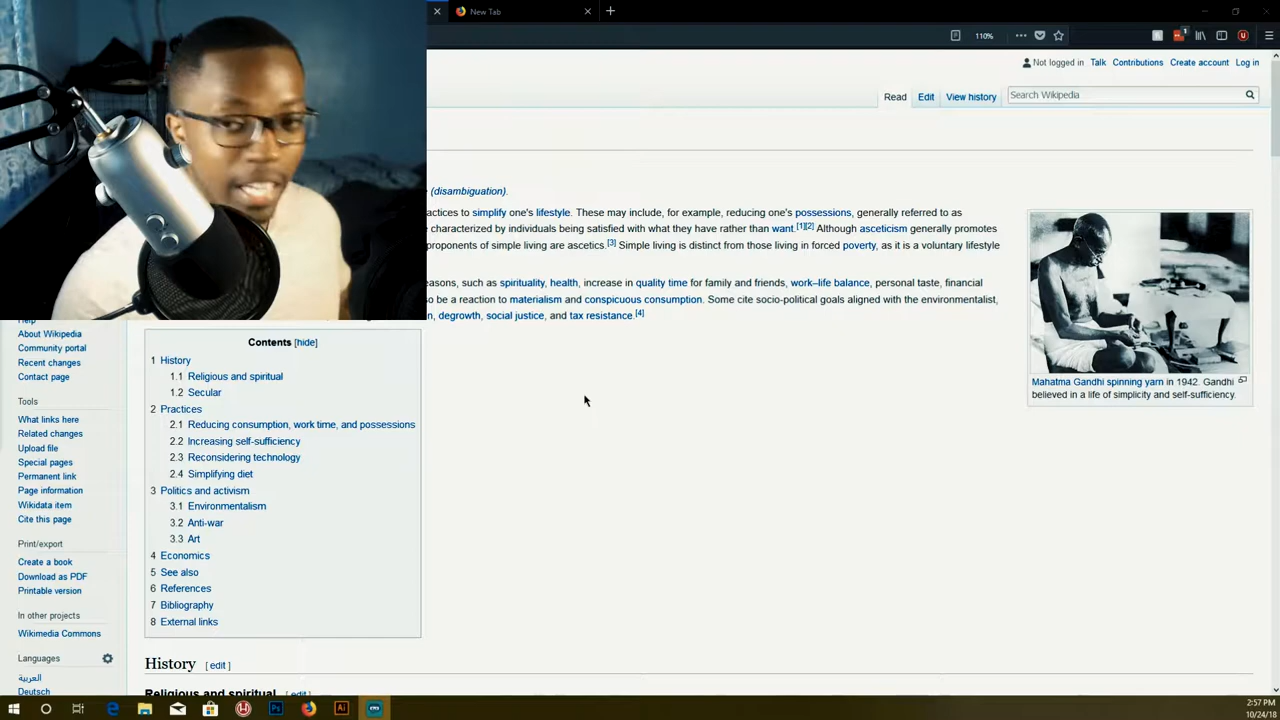 New Tab
110%
Not logged in Talk Contributions Create account Log in
Read Edit View history Search Wikipedia
(disambiguation).
actices to simplify one's lifestyle. These may include, for example, reducing one's possessions, generally referred to as
characterized by individuals being satisfied with what they have rather than want.[1][2] Although asceticism generally promotes
proponents of simple living are ascetics.[3] Simple living is distinct from those living in forced poverty, as it is a voluntary lifestyle
easons, such as spirituality, health, increase in quality time for family and friends, work–life balance, personal taste, financial
o be a reaction to materialism and conspicuous consumption. Some cite socio-political goals aligned with the environmentalist,
n, degrowth, social justice, and tax resistance.[4]
Mahatma Gandhi spinning yarn in 1942. Gandhi
believed in a life of simplicity and self-sufficiency.
Help
About Wikipedia
Community portal
Recent changes
Contact page
Tools
What links here
Related changes
Upload file
Special pages
Permanent link
Page information
Wikidata item
Cite this page
Print/export
Create a book
Download as PDF
Printable version
In other projects
Wikimedia Commons
Languages
العربية
Deutsch
Contents [hide]
1 History
1.1 Religious and spiritual
1.2 Secular
2 Practices
2.1 Reducing consumption, work time, and possessions
2.2 Increasing self-sufficiency
2.3 Reconsidering technology
2.4 Simplifying diet
3 Politics and activism
3.1 Environmentalism
3.2 Anti-war
3.3 Art
4 Economics
5 See also
6 References
7 Bibliography
8 External links
History [ edit ]
Religious and spiritual [ edit ]
2:57 PM
10/24/18